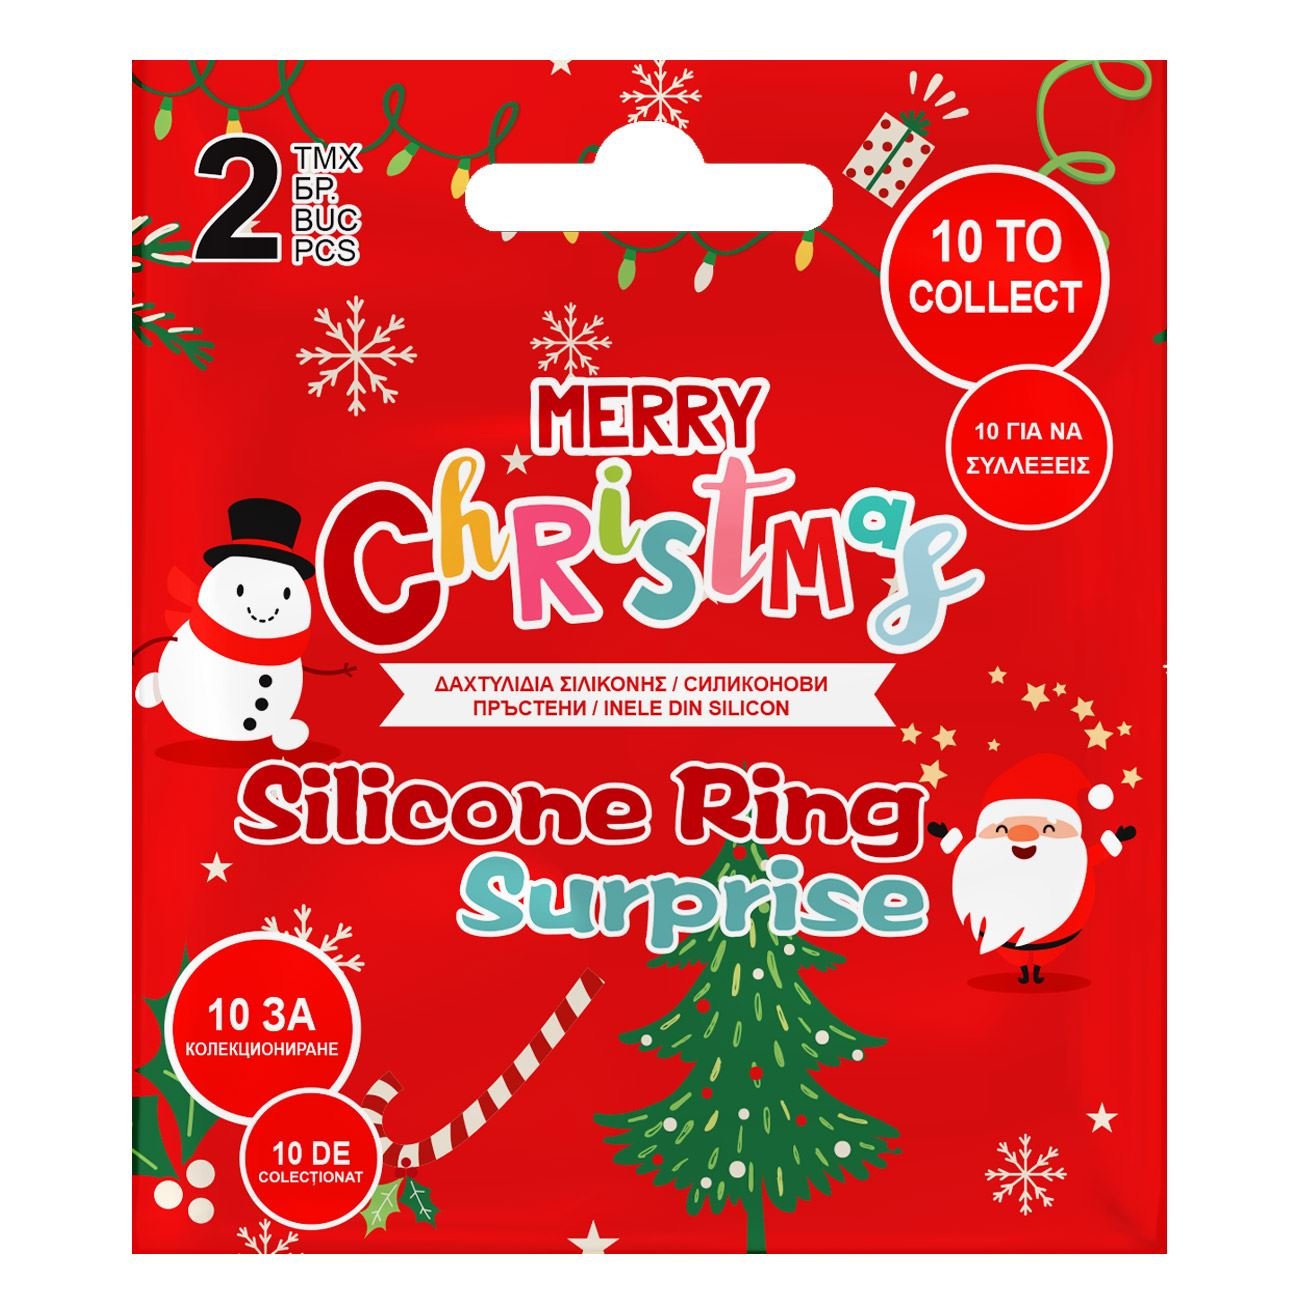 2
ΤΜΧ
БР.
BUC
PCS
10 TO
COLLECT
10 ΓΙΑ ΝΑ
ΣΥΛΛΕΞΕΙΣ
MERRY
Christmas
ΔΑΧΤΥΛΙΔΙΑ ΣΙΛΙΚΟΝΗΣ / СИЛИКОНОВИ
ПРЪСТЕНИ / INELE DIN SILICON
Silicone Ring
Surprise
10 ЗА
КОЛЕКЦИОНИРАНЕ
10 DE
COLECȚIONAT